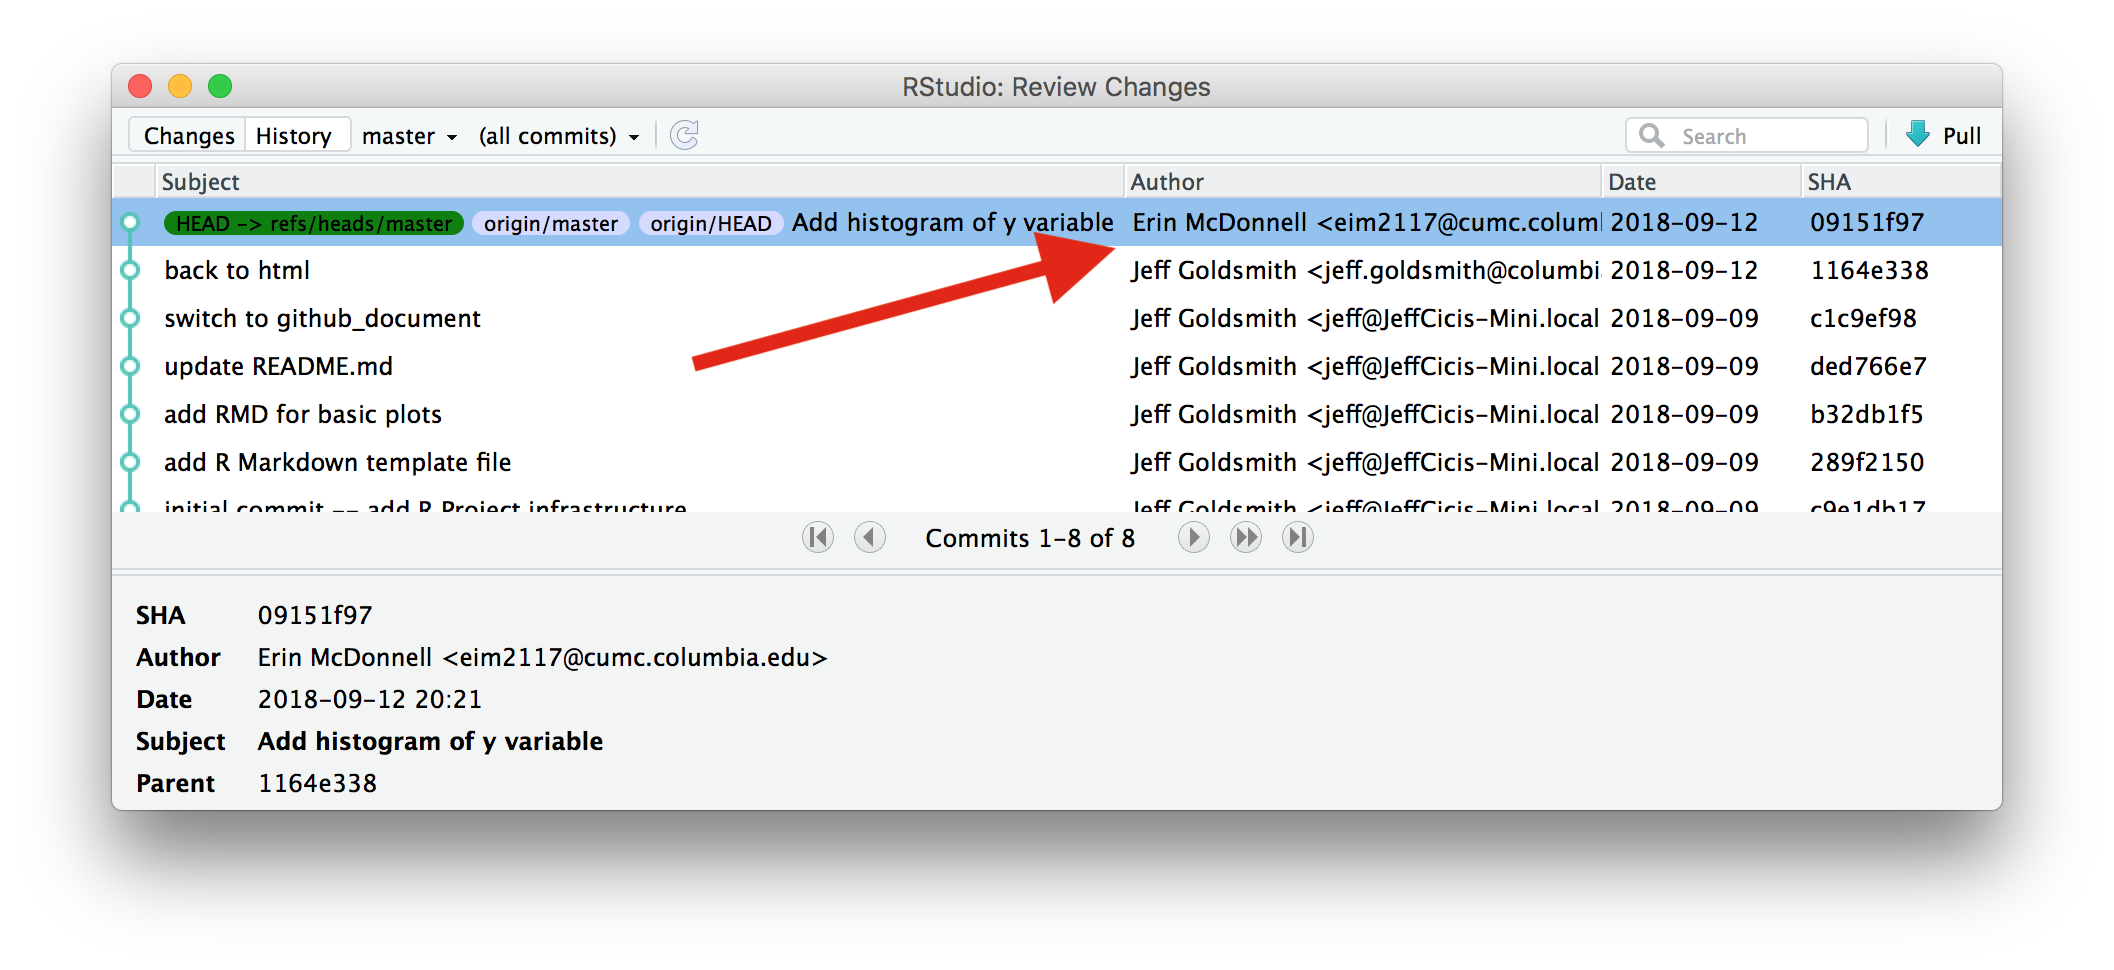 RStudio: Review Changes
Changes History master (all commits) Search Pull
Subject Author Date SHA
HEAD -> refs/heads/master origin/master origin/HEAD Add histogram of y variable Erin McDonnell <eim2117@cumc.columl 2018-09-12 09151f97
back to html Jeff Goldsmith <jeff.goldsmith@columbi 2018-09-12 1164e338
switch to github_document Jeff Goldsmith <jeff@JeffCicis-Mini.local 2018-09-09 c1c9ef98
update README.md Jeff Goldsmith <jeff@JeffCicis-Mini.local 2018-09-09 ded766e7
add RMD for basic plots Jeff Goldsmith <jeff@JeffCicis-Mini.local 2018-09-09 b32db1f5
add R Markdown template file Jeff Goldsmith <jeff@JeffCicis-Mini.local 2018-09-09 289f2150
initial commit -- add R Project infrastructure Jeff Goldsmith <jeff@JeffCicis-Mini.local 2018-09-09 c9e1db17
Commits 1-8 of 8
SHA 09151f97
Author Erin McDonnell <eim2117@cumc.columbia.edu>
Date 2018-09-12 20:21
Subject Add histogram of y variable
Parent 1164e338